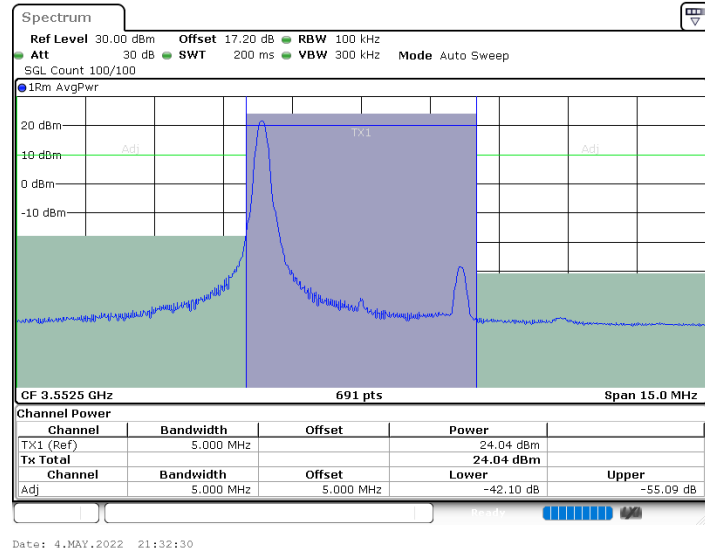 Spectrum
Ref Level 30.00 dBm Offset 17.20 dB RBW 100 kHz
Att 30 dB SWT 200 ms VBW 300 kHz Mode Auto Sweep
SGL Count 100/100
1Rm AvgPwr
20 dBm
TX1
10 dBm
Adj
Adj
0 dBm
-10 dBm
CF 3.5525 GHz 691 pts Span 15.0 MHz
Channel Power
Channel Bandwidth Offset Power
TX1 (Ref) 5.000 MHz 24.04 dBm
Tx Total 24.04 dBm
Channel Bandwidth Offset Lower Upper
Adj 5.000 MHz 5.000 MHz -42.10 dB -55.09 dB
Ready
Date: 4.MAY.2022 21:32:30